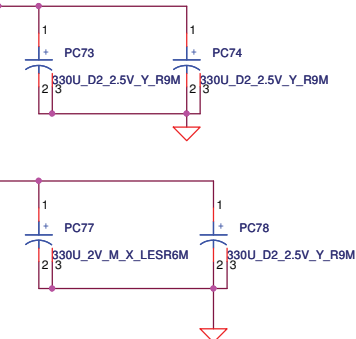 1 1
+ PC73 + PC74
330U_D2_2.5V_Y_R9M 330U_D2_2.5V_Y_R9M
2 3 2 3
1 1
+ PC77 + PC78
330U_2V_M_X_LESR6M 330U_D2_2.5V_Y_R9M
2 3 2 3